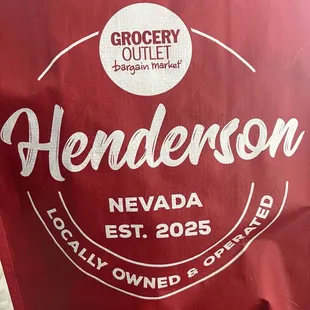 GROCERY
OUTLET
bargain market
Henderson
NEVADA
EST. 2025
LOCALLY OWNED & OPERATED